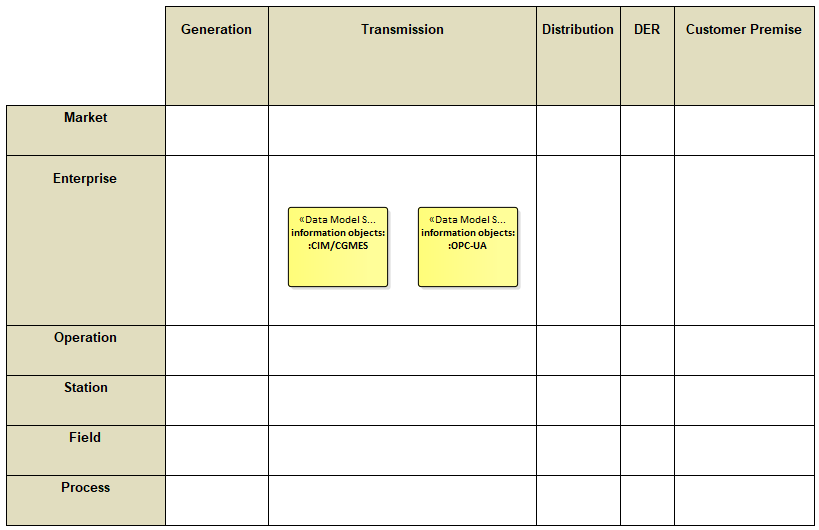 Generation Transmission Distribution DER Customer Premise
Market
Enterprise
«Data Model S...
information objects:
:CIM/CGMES
«Data Model S...
information objects:
:OPC-UA
Operation
Station
Field
Process